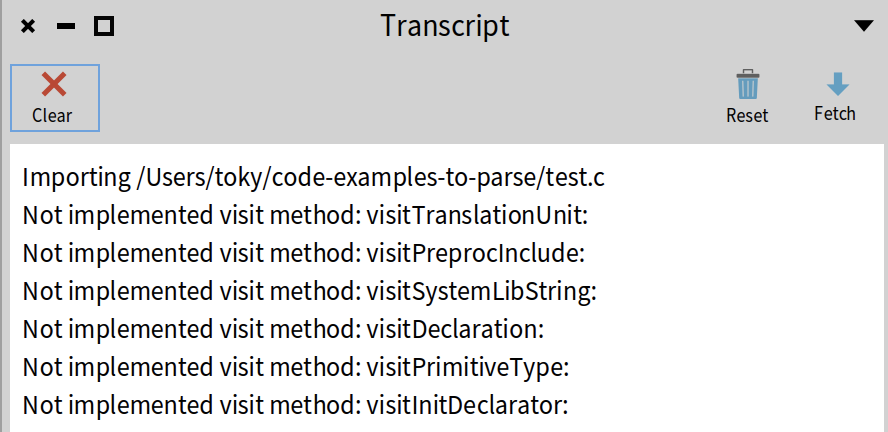 Transcript
Clear
Reset
Fetch
Importing /Users/toky/code-examples-to-parse/test.c
Not implemented visit method: visitTranslationUnit:
Not implemented visit method: visitPreprocInclude:
Not implemented visit method: visitSystemLibString:
Not implemented visit method: visitDeclaration:
Not implemented visit method: visitPrimitiveType:
Not implemented visit method: visitInitDeclarator: